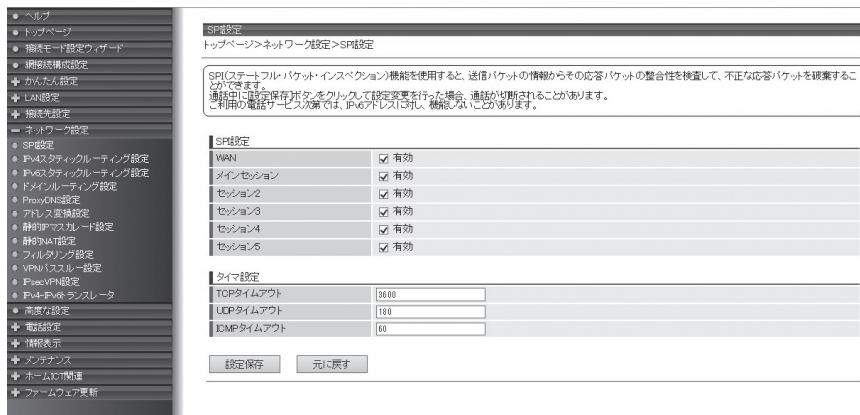 ヘルプ
トップページ
接続モード設定ウィザード
網接続構成設定
かんたん設定
LAN設定
接続先設定
ネットワーク設定
SPI設定
IPv4スタティックルーティング設定
IPv6スタティックルーティング設定
ドメインルーティング設定
ProxyDNS設定
アドレス変換設定
静的IPマスカレード設定
静的NAT設定
フィルタリング設定
VPNパススルー設定
IPsecVPN設定
IPv4-IPv6トランスレータ
高度な設定
電話設定
情報表示
メンテナンス
ホームICT関連
ファームウェア更新
SPI設定
トップページ>ネットワーク設定>SPI設定
SPI(ステートフル・パケット・インスペクション)機能を使用すると、送信パケットの情報からその応答パケットの整合性を検査して、不正な応答パケットを破棄するこ
とができます。
通話中に[設定保存]ボタンをクリックして設定変更を行った場合、通話が切断されることがあります。
ご利用の電話サービス次第では、IPv6アドレスに対し、機能しないことがあります。
SPI設定
WAN 有効
メインセッション 有効
セッション2 有効
セッション3 有効
セッション4 有効
セッション5 有効
タイマ設定
TCPタイムアウト 3600
UDPタイムアウト 180
ICMPタイムアウト 60
設定保存 元に戻す